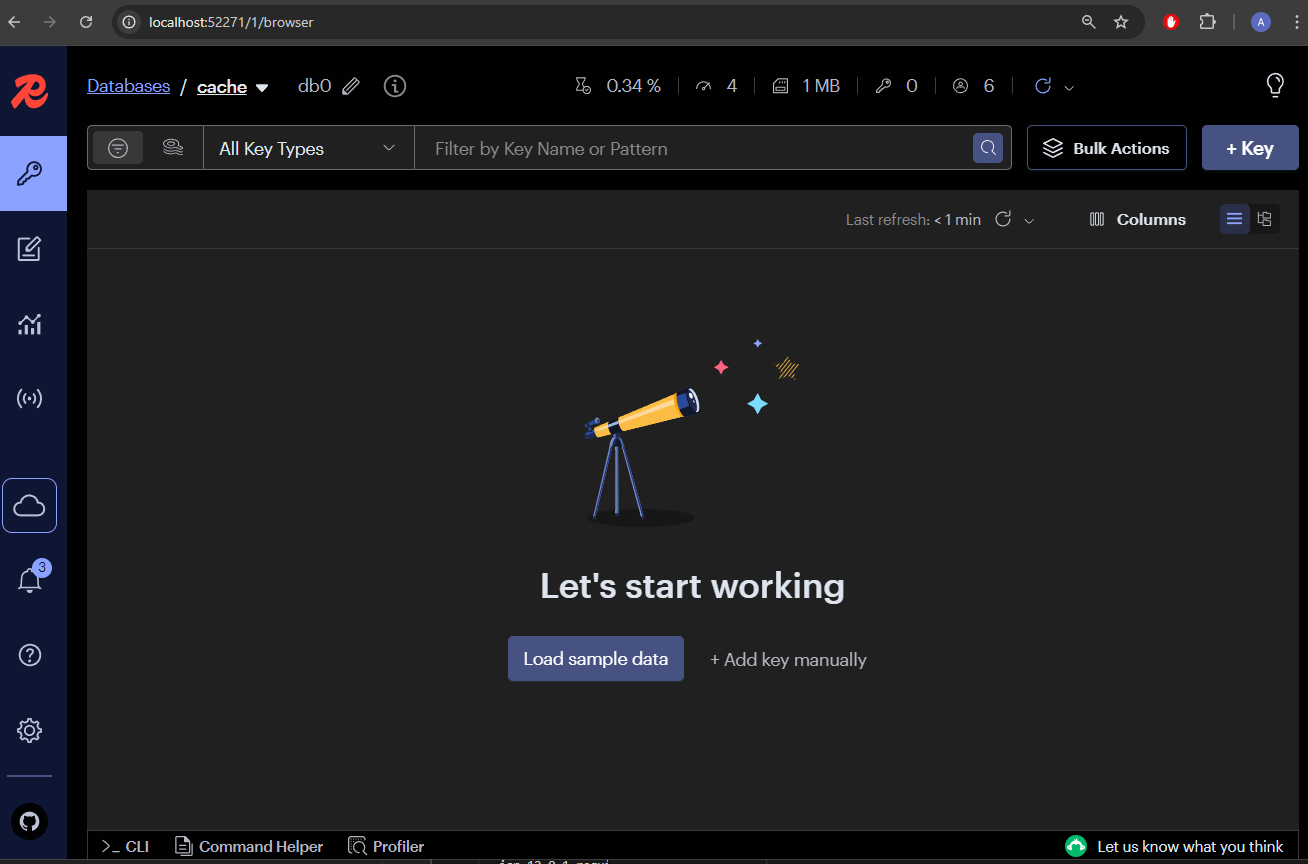 localhost:52271/1/browser
A
Databases / cache db0 0.34 % 4 1 MB 0 6
All Key Types Filter by Key Name or Pattern Bulk Actions + Key
Last refresh: < 1 min Columns
3
Let's start working
Load sample data + Add key manually
>_ CLI Command Helper Profiler Let us know what you think